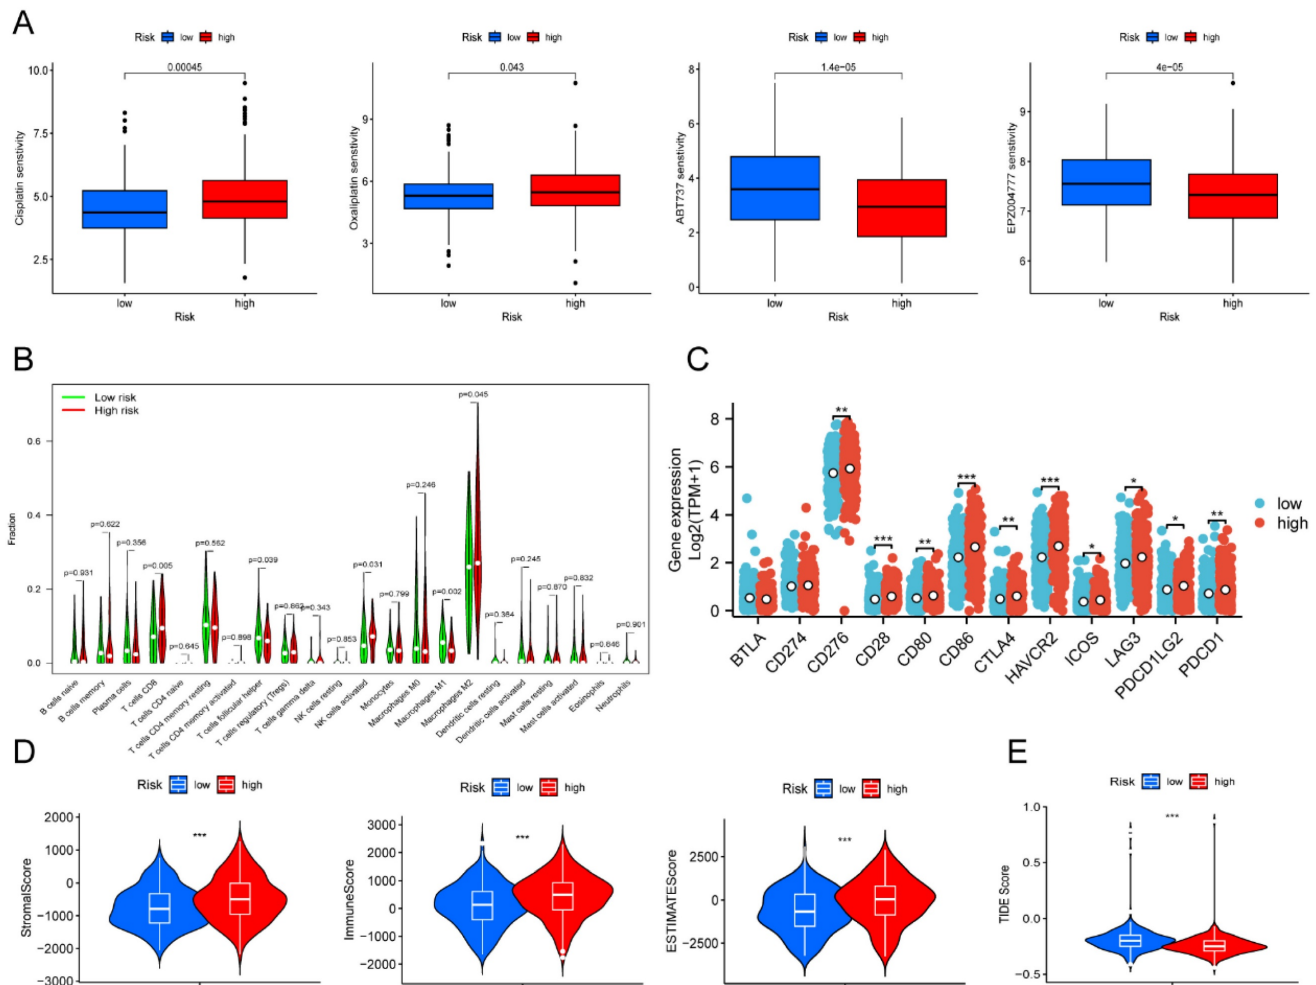 A
Risk low high
Risk low high
Risk low high
Risk low high
0.00045
0.043
1.4e-05
4e-05
Cisplatin senstivity
10.0
7.5
5.0
2.5
low high
Risk
Oxaliplatin senstivity
9
6
3
low high
Risk
ABT737 senstivity
8
6
4
2
0
low high
Risk
EPZ004777 senstivity
9
8
7
6
low high
Risk
B
Low risk
High risk
Fraction
0.6
0.4
0.2
0.0
p=0.931
p=0.622
p=0.356
p=0.005
p=0.645
p=0.562
p=0.898
p=0.039
p=0.343
p=0.853
p=0.031
p=0.799
p=0.246
p=0.002
p=0.045
p=0.384
p=0.245
p=0.870
p=0.832
p=0.646
p=0.901
B cells naive
B cells memory
Plasma cells
T cells CD8
T cells CD4 naive
T cells CD4 memory resting
T cells CD4 memory activated
T cells follicular helper
T cells regulatory (Tregs)
T cells gamma delta
NK cells resting
NK cells activated
Monocytes
Macrophages M0
Macrophages M1
Macrophages M2
Dendritic cells resting
Dendritic cells activated
Mast cells resting
Mast cells activated
Eosinophils
Neutrophils
C
Gene expression
Log2(TPM+1)
8
6
4
2
0
**
***
**
***
**
***
*
*
*
**
low
high
BTLA
CD274
CD276
CD28
CD80
CD86
CTLA4
HAVCR2
ICOS
LAG3
PDCD1LG2
PDCD1
D
Risk low high
StromalScore
2000
1000
0
−1000
−2000
−3000
***
Risk low high
ImmuneScore
3000
2000
1000
0
−1000
−2000
***
Risk low high
ESTIMATEScore
2500
0
−2500
***
E
Risk low high
TIDE Score
1.0
0.5
0.0
−0.5
***